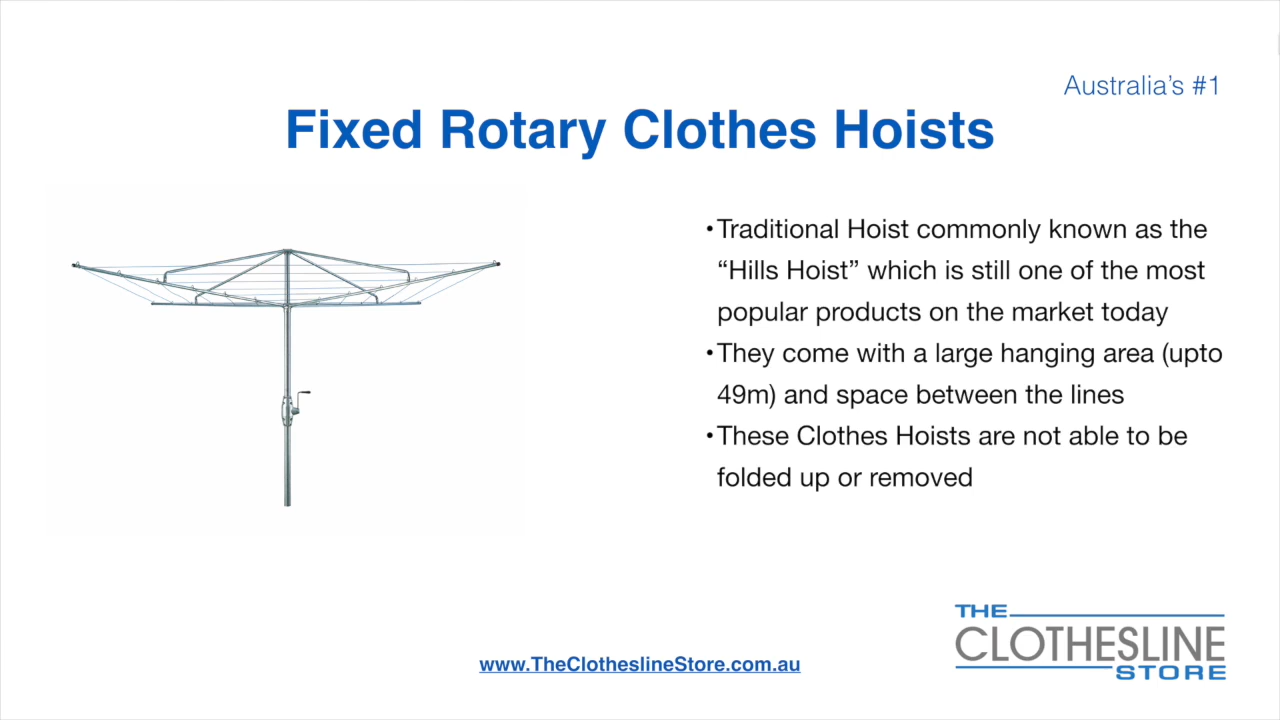 Australia's #1
Fixed Rotary Clothes Hoists
•Traditional Hoist commonly known as the
“Hills Hoist” which is still one of the most
popular products on the market today
•They come with a large hanging area (upto
49m) and space between the lines
•These Clothes Hoists are not able to be
folded up or removed
www.TheClotheslineStore.com.au
THE
CLOTHESLINE
STORE